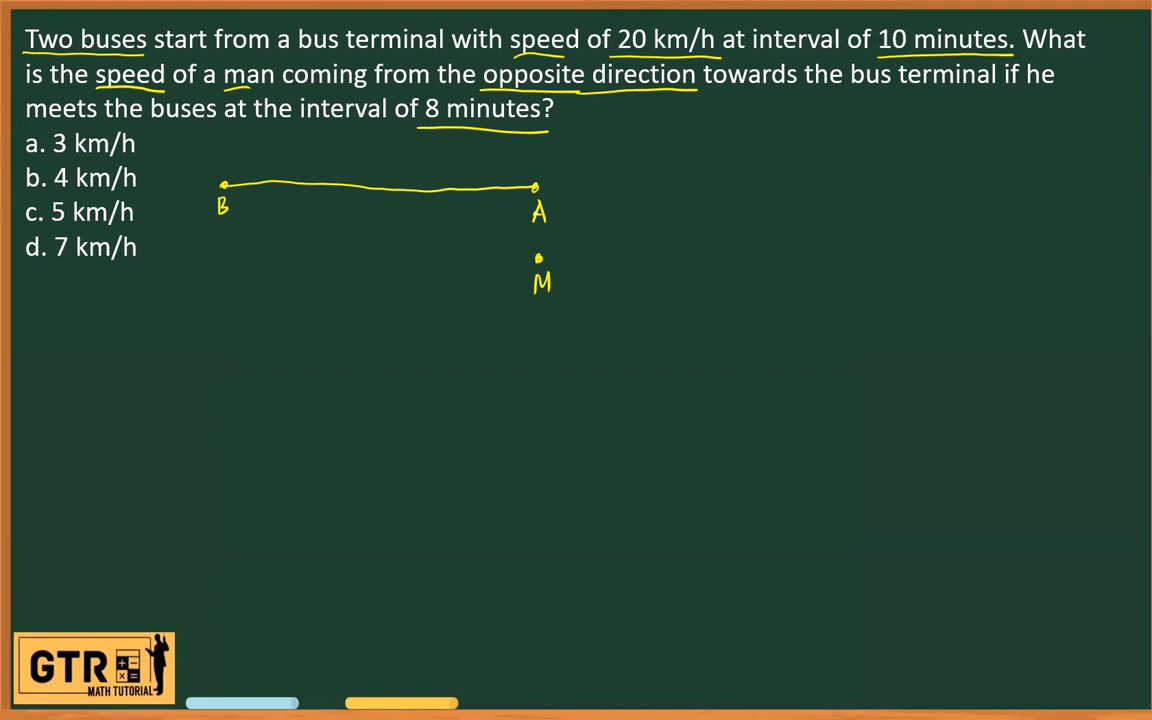 Two buses start from a bus terminal with speed of 20 km/h at interval of 10 minutes. What
is the speed of a man coming from the opposite direction towards the bus terminal if he
meets the buses at the interval of 8 minutes?
a. 3 km/h
b. 4 km/h
c. 5 km/h
d. 7 km/h
B
A
M
GTR
MATH TUTORIAL